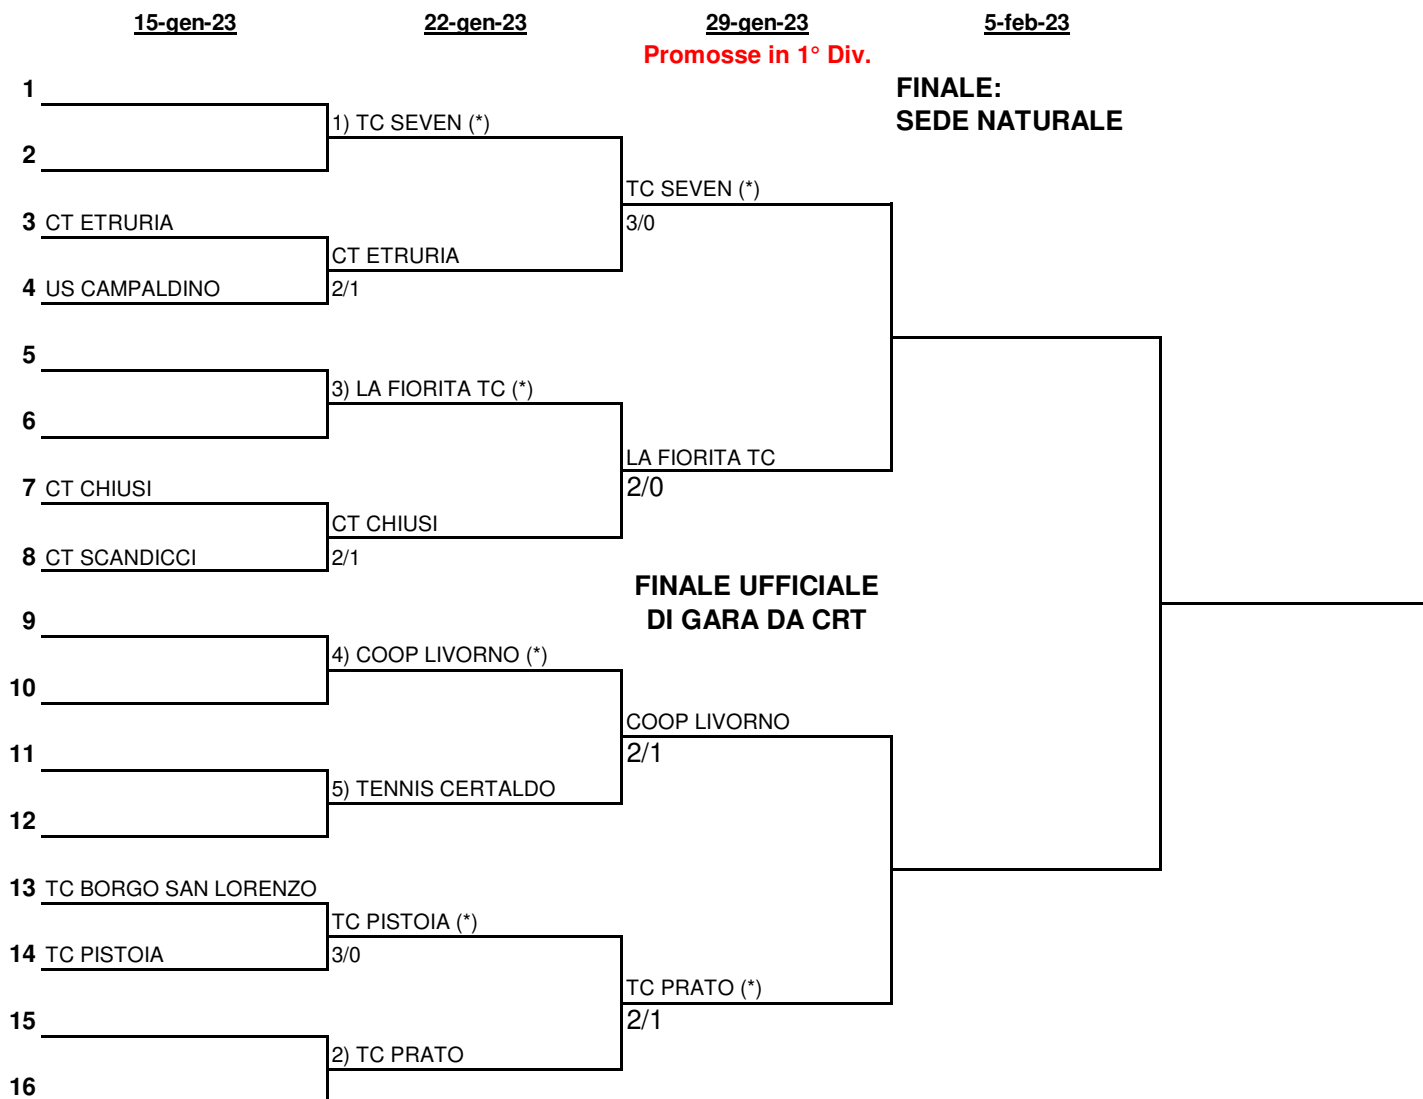 15-gen-23 22-gen-23 29-gen-23 5-feb-23
Promosse in 1° Div.
1
FINALE:
SEDE NATURALE
1) TC SEVEN (*)
2
TC SEVEN (*)
3 CT ETRURIA
3/0
CT ETRURIA
4 US CAMPALDINO
2/1
5
3) LA FIORITA TC (*)
6
LA FIORITA TC
7 CT CHIUSI
2/0
CT CHIUSI
8 CT SCANDICCI
2/1
FINALE UFFICIALE
DI GARA DA CRT
9
4) COOP LIVORNO (*)
10
COOP LIVORNO
11
2/1
5) TENNIS CERTALDO
12
13 TC BORGO SAN LORENZO
TC PISTOIA (*)
14 TC PISTOIA
3/0
TC PRATO (*)
15
2/1
2) TC PRATO
16